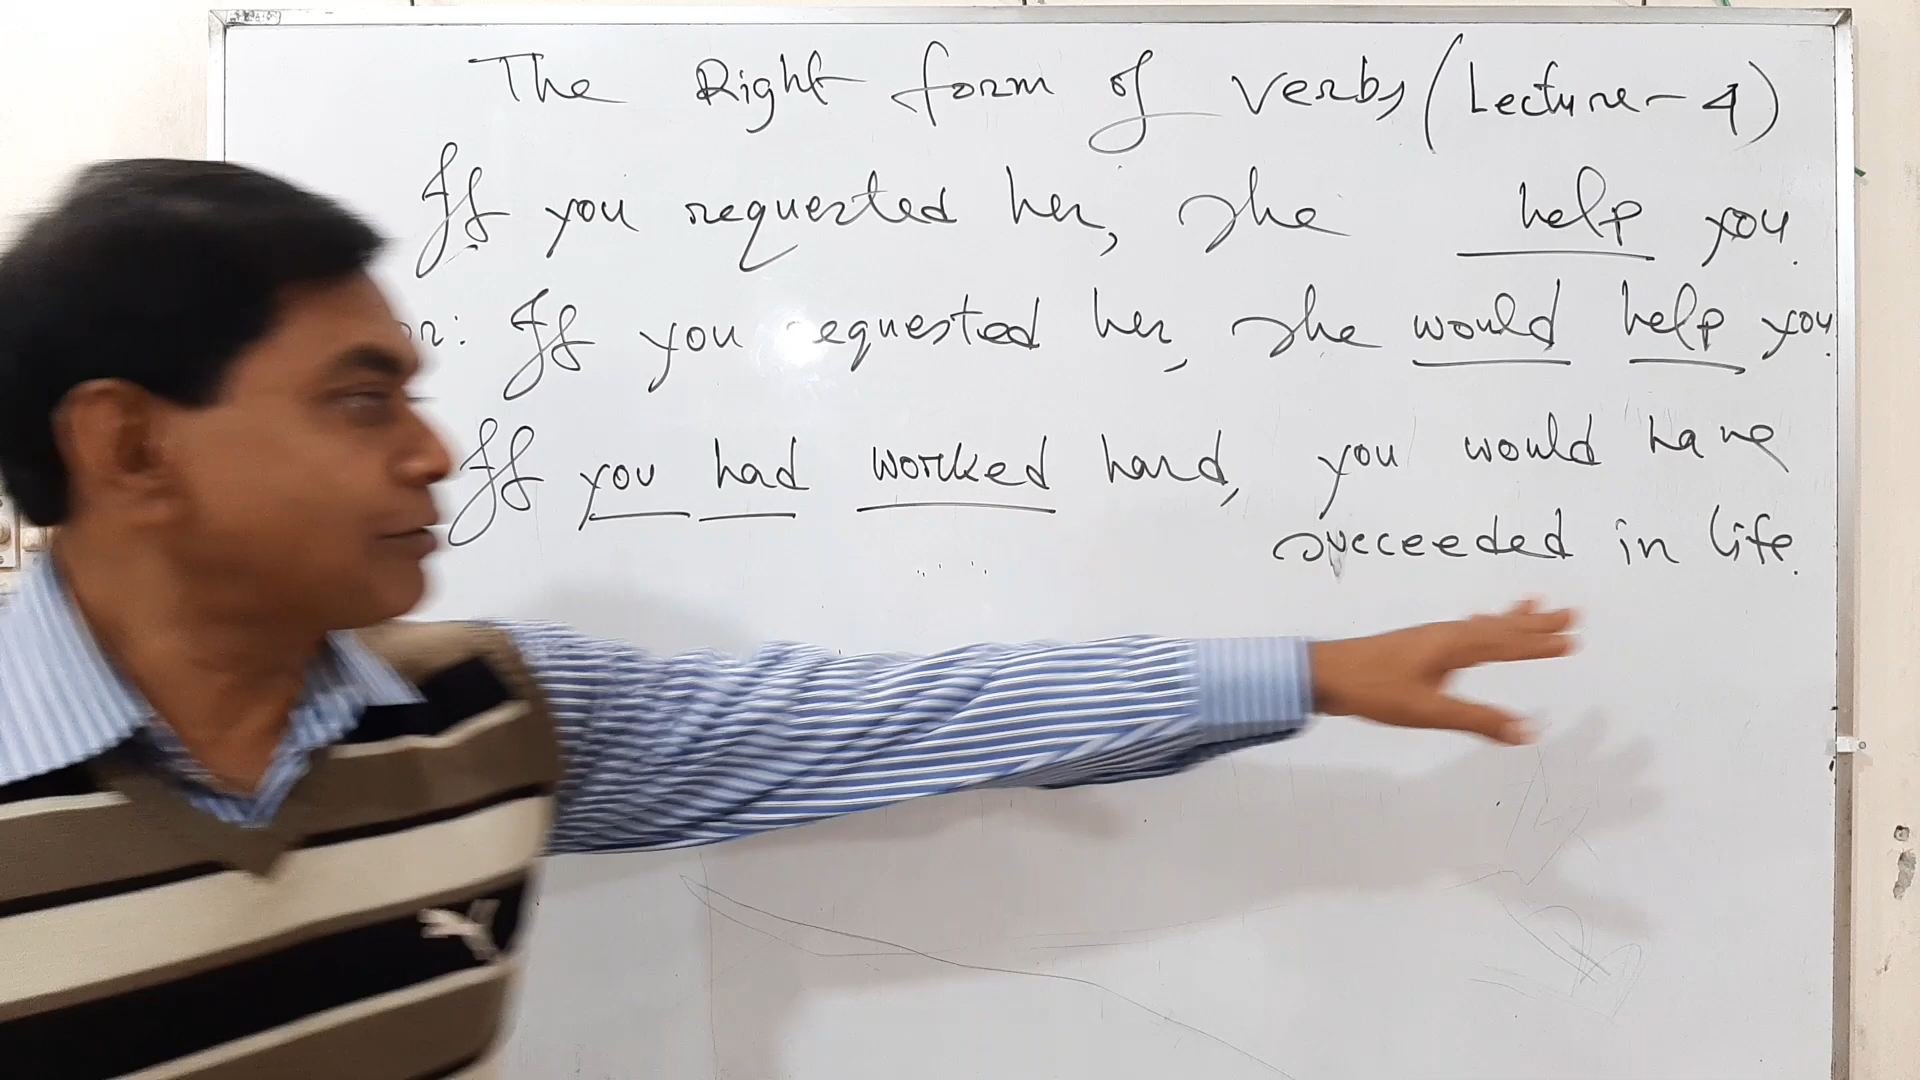 The Right form of verbs (Lecture-4)
If you requested her, she help you.
If you requested her, she would help you.
If you had worked hard, you would have
succeeded in life.